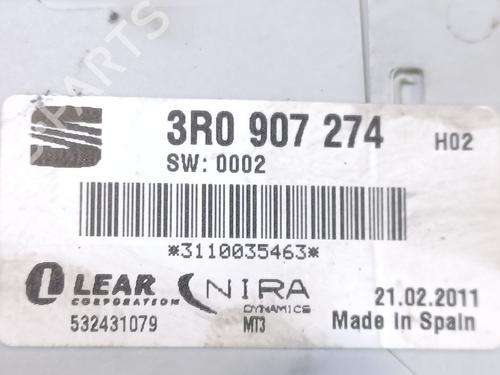 3R0 907 274 H02
SW: 0002
*3110035463*
LEAR NIRA 21.02.2011
CORPORATION DYNAMICS
532431079 MT3 Made In Spain
PARTS